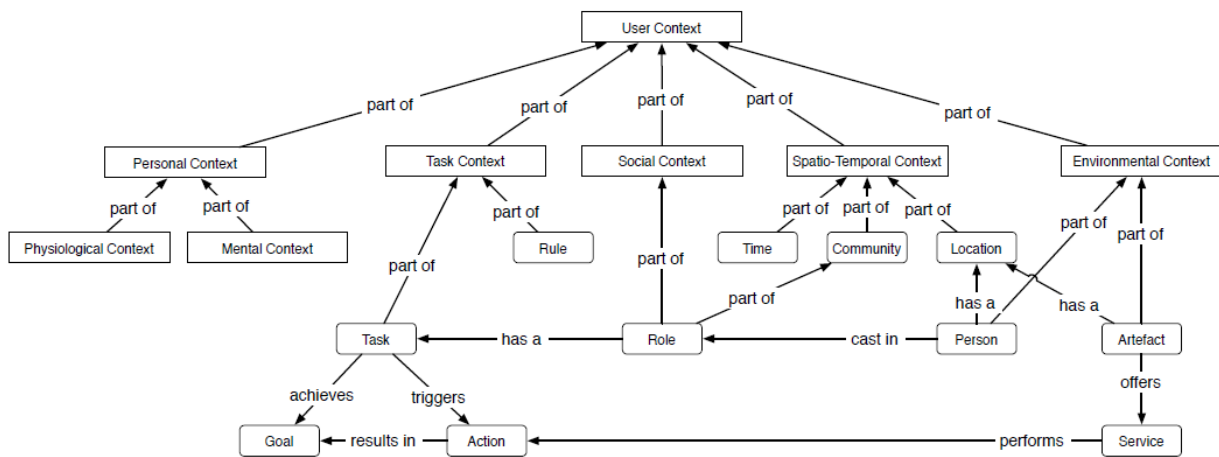 User Context
part of
part of
part of
part of
part of
Personal Context
Task Context
Social Context
Spatio-Temporal Context
Environmental Context
part of
part of
part of
part of
part of
part of
part of
part of
Physiological Context
Mental Context
Rule
Time
Community
Location
part of
part of
part of
has a
has a
Task
has a
Role
cast in
Person
Artefact
achieves
triggers
offers
Goal
results in
Action
performs
Service